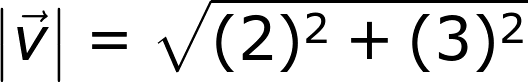 |v⃗| = √(2)² + (3)²